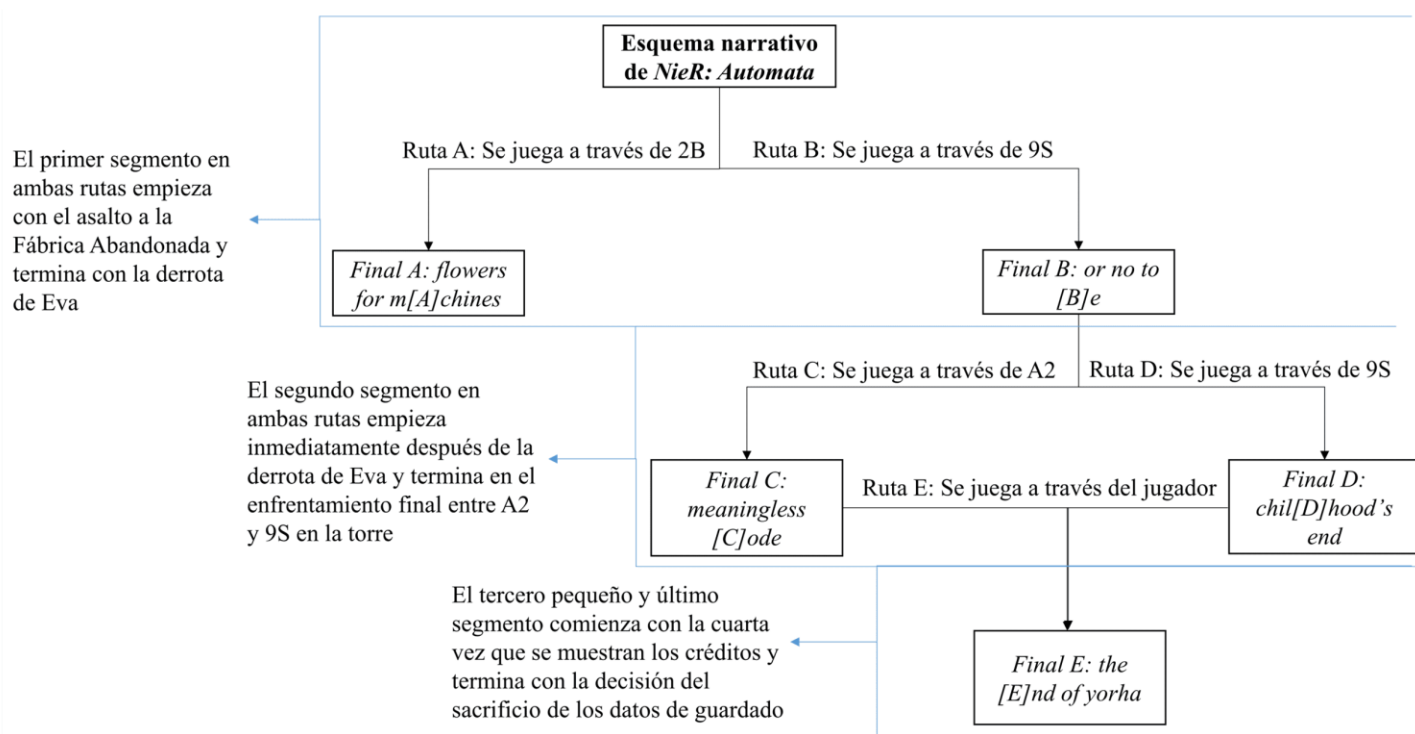 Esquema narrativo
de NieR: Automata
Ruta A: Se juega a través de 2B
Ruta B: Se juega a través de 9S
El primer segmento en
ambas rutas empieza
con el asalto a la
Fábrica Abandonada y
termina con la derrota
de Eva
Final A: flowers
for m[A]chines
Final B: or no to
[B]e
Ruta C: Se juega a través de A2
Ruta D: Se juega a través de 9S
El segundo segmento en
ambas rutas empieza
inmediatamente después de la
derrota de Eva y termina en el
enfrentamiento final entre A2
y 9S en la torre
Final C:
meaningless
[C]ode
Ruta E: Se juega a través del jugador
Final D:
chil[D]hood's
end
El tercero pequeño y último
segmento comienza con la cuarta
vez que se muestran los créditos y
termina con la decisión del
sacrificio de los datos de guardado
Final E: the
[E]nd of yorha